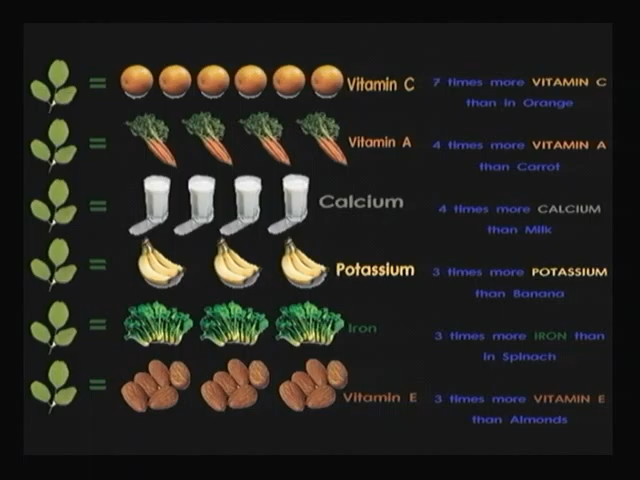 = Vitamin C 7 times more VITAMIN C
than in Orange
= Vitamin A 4 times more VITAMIN A
than Carrot
= Calcium 4 times more CALCIUM
than Milk
= Potassium 3 times more POTASSIUM
than Banana
= Iron 3 times more IRON than
in Spinach
= Vitamin E 3 times more VITAMIN E
than Almonds